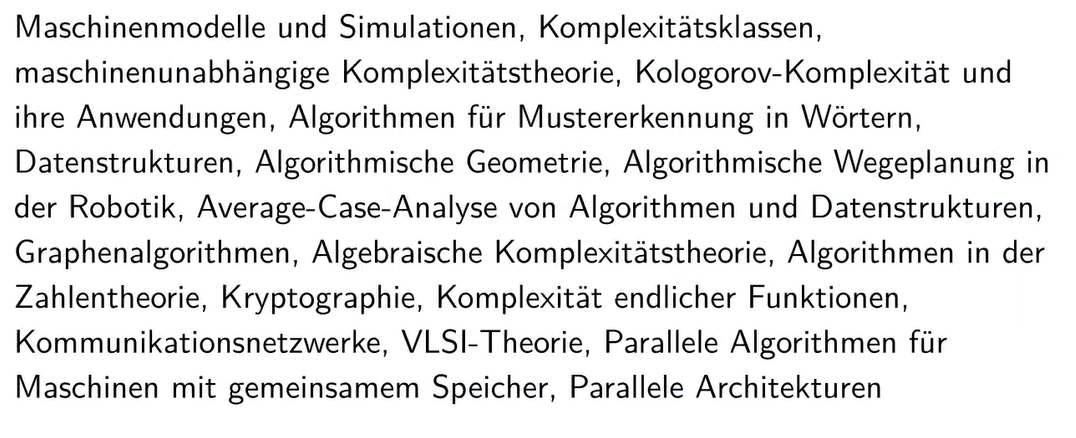 Maschinenmodelle und Simulationen, Komplexitätsklassen,
maschinenunabhängige Komplexitätstheorie, Kologorov-Komplexität und
ihre Anwendungen, Algorithmen für Mustererkennung in Wörtern,
Datenstrukturen, Algorithmische Geometrie, Algorithmische Wegeplanung in
der Robotik, Average-Case-Analyse von Algorithmen und Datenstrukturen,
Graphenalgorithmen, Algebraische Komplexitätstheorie, Algorithmen in der
Zahlentheorie, Kryptographie, Komplexität endlicher Funktionen,
Kommunikationsnetzwerke, VLSI-Theorie, Parallele Algorithmen für
Maschinen mit gemeinsamem Speicher, Parallele Architekturen